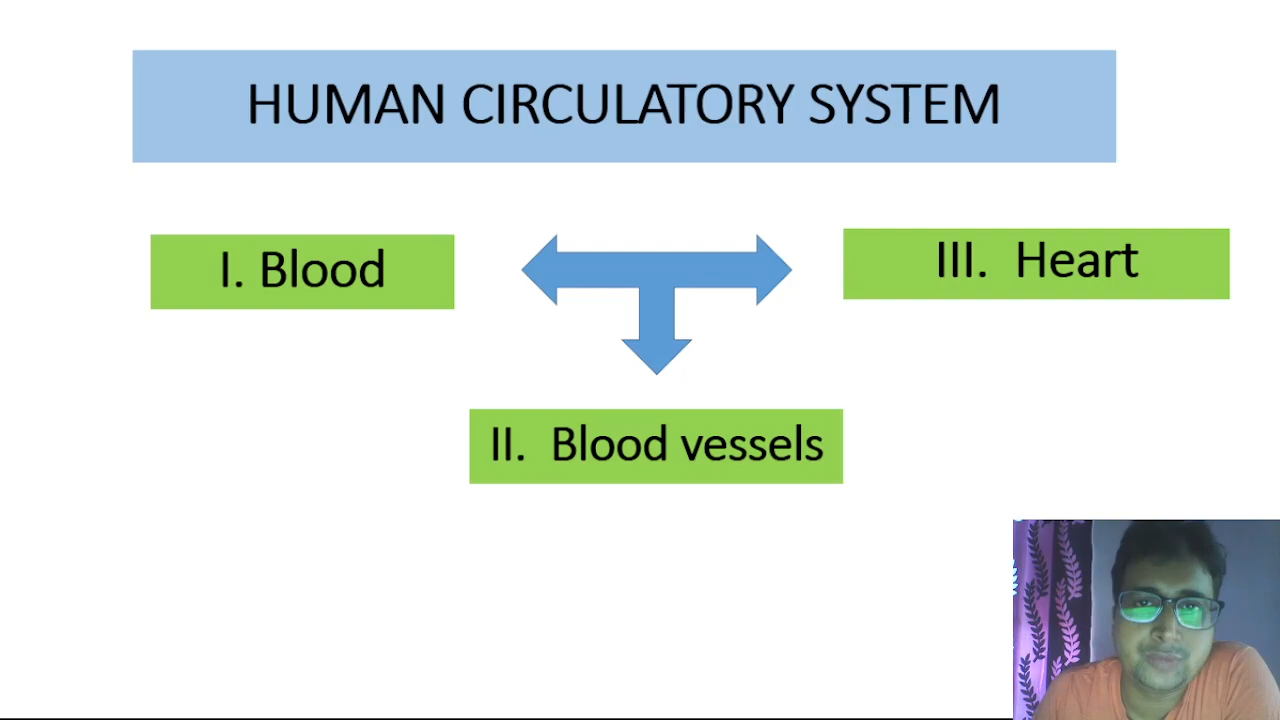 HUMAN CIRCULATORY SYSTEM
I. Blood
III. Heart
II. Blood vessels